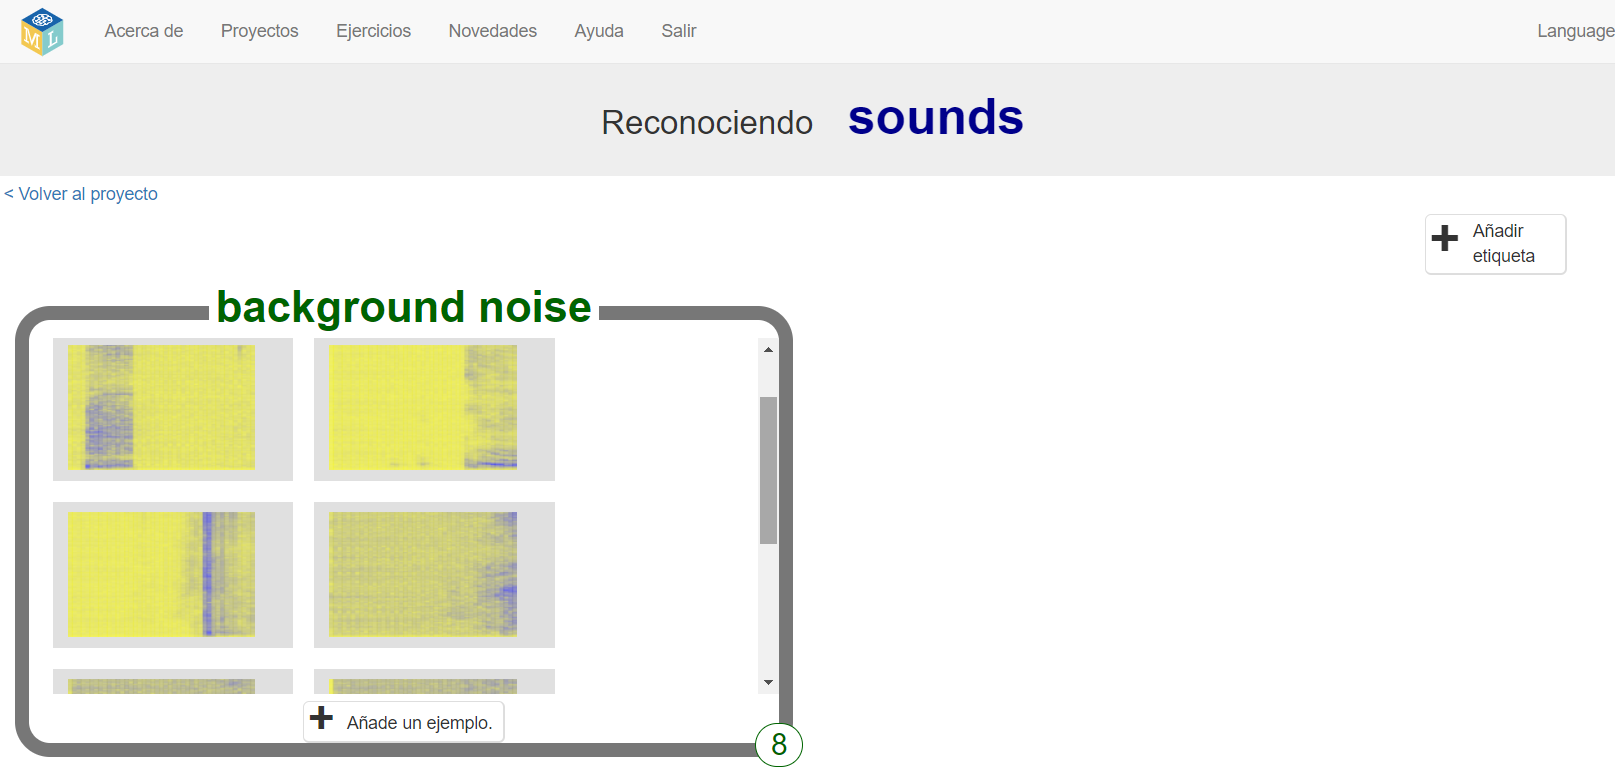 M L
Acerca de Proyectos Ejercicios Novedades Ayuda Salir Language
Reconociendo sounds
< Volver al proyecto
Añadir
etiqueta
background noise
Añade un ejemplo.
8